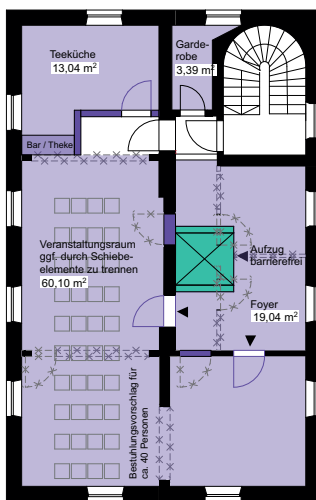 Teeküche
13,04 m²
Garde-
robe
3,39 m²
Bar / Theke
Veranstaltungsraum
ggf. durch Schiebe-
elemente zu trennen
60,10 m²
Aufzug
barrierefrei
Foyer
19,04 m²
Bestuhlungsvorschlag für
ca. 40 Personen